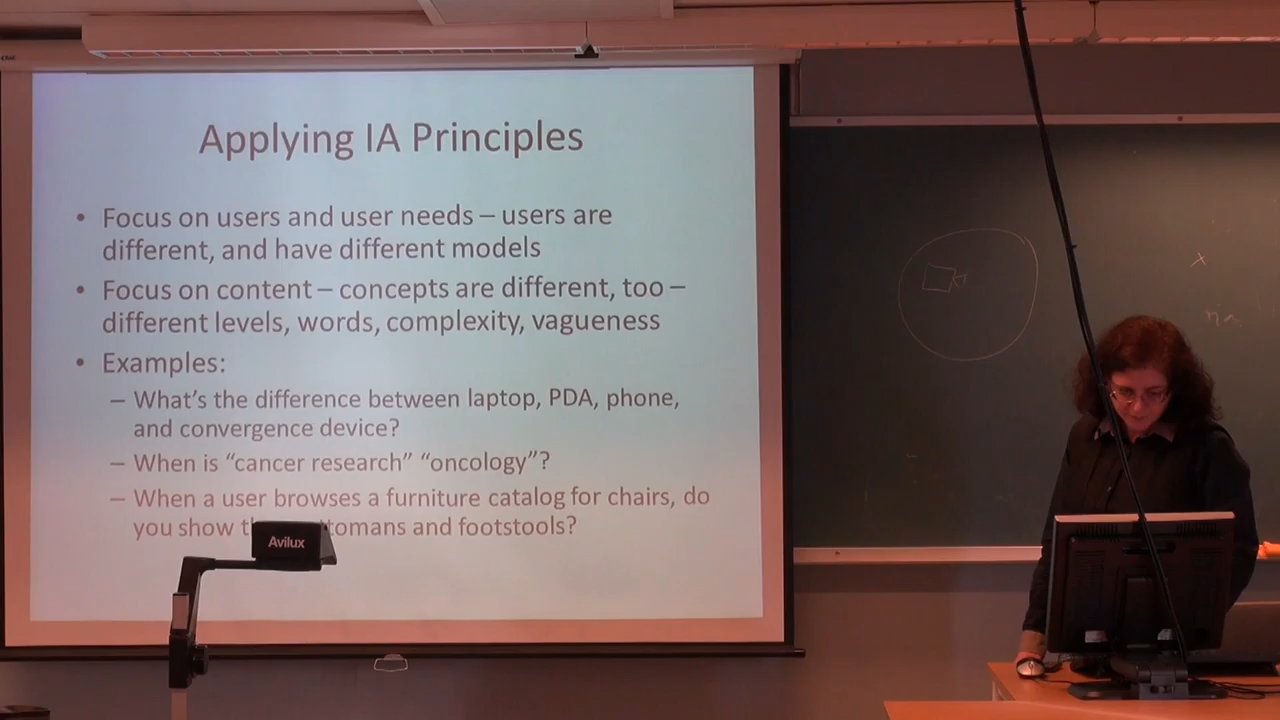 Applying IA Principles
• Focus on users and user needs – users are
different, and have different models
• Focus on content – concepts are different, too –
different levels, words, complexity, vagueness
• Examples:
– What's the difference between laptop, PDA, phone,
and convergence device?
– When is "cancer research" "oncology"?
– When a user browses a furniture catalog for chairs, do
you show and footstools?
Avilux